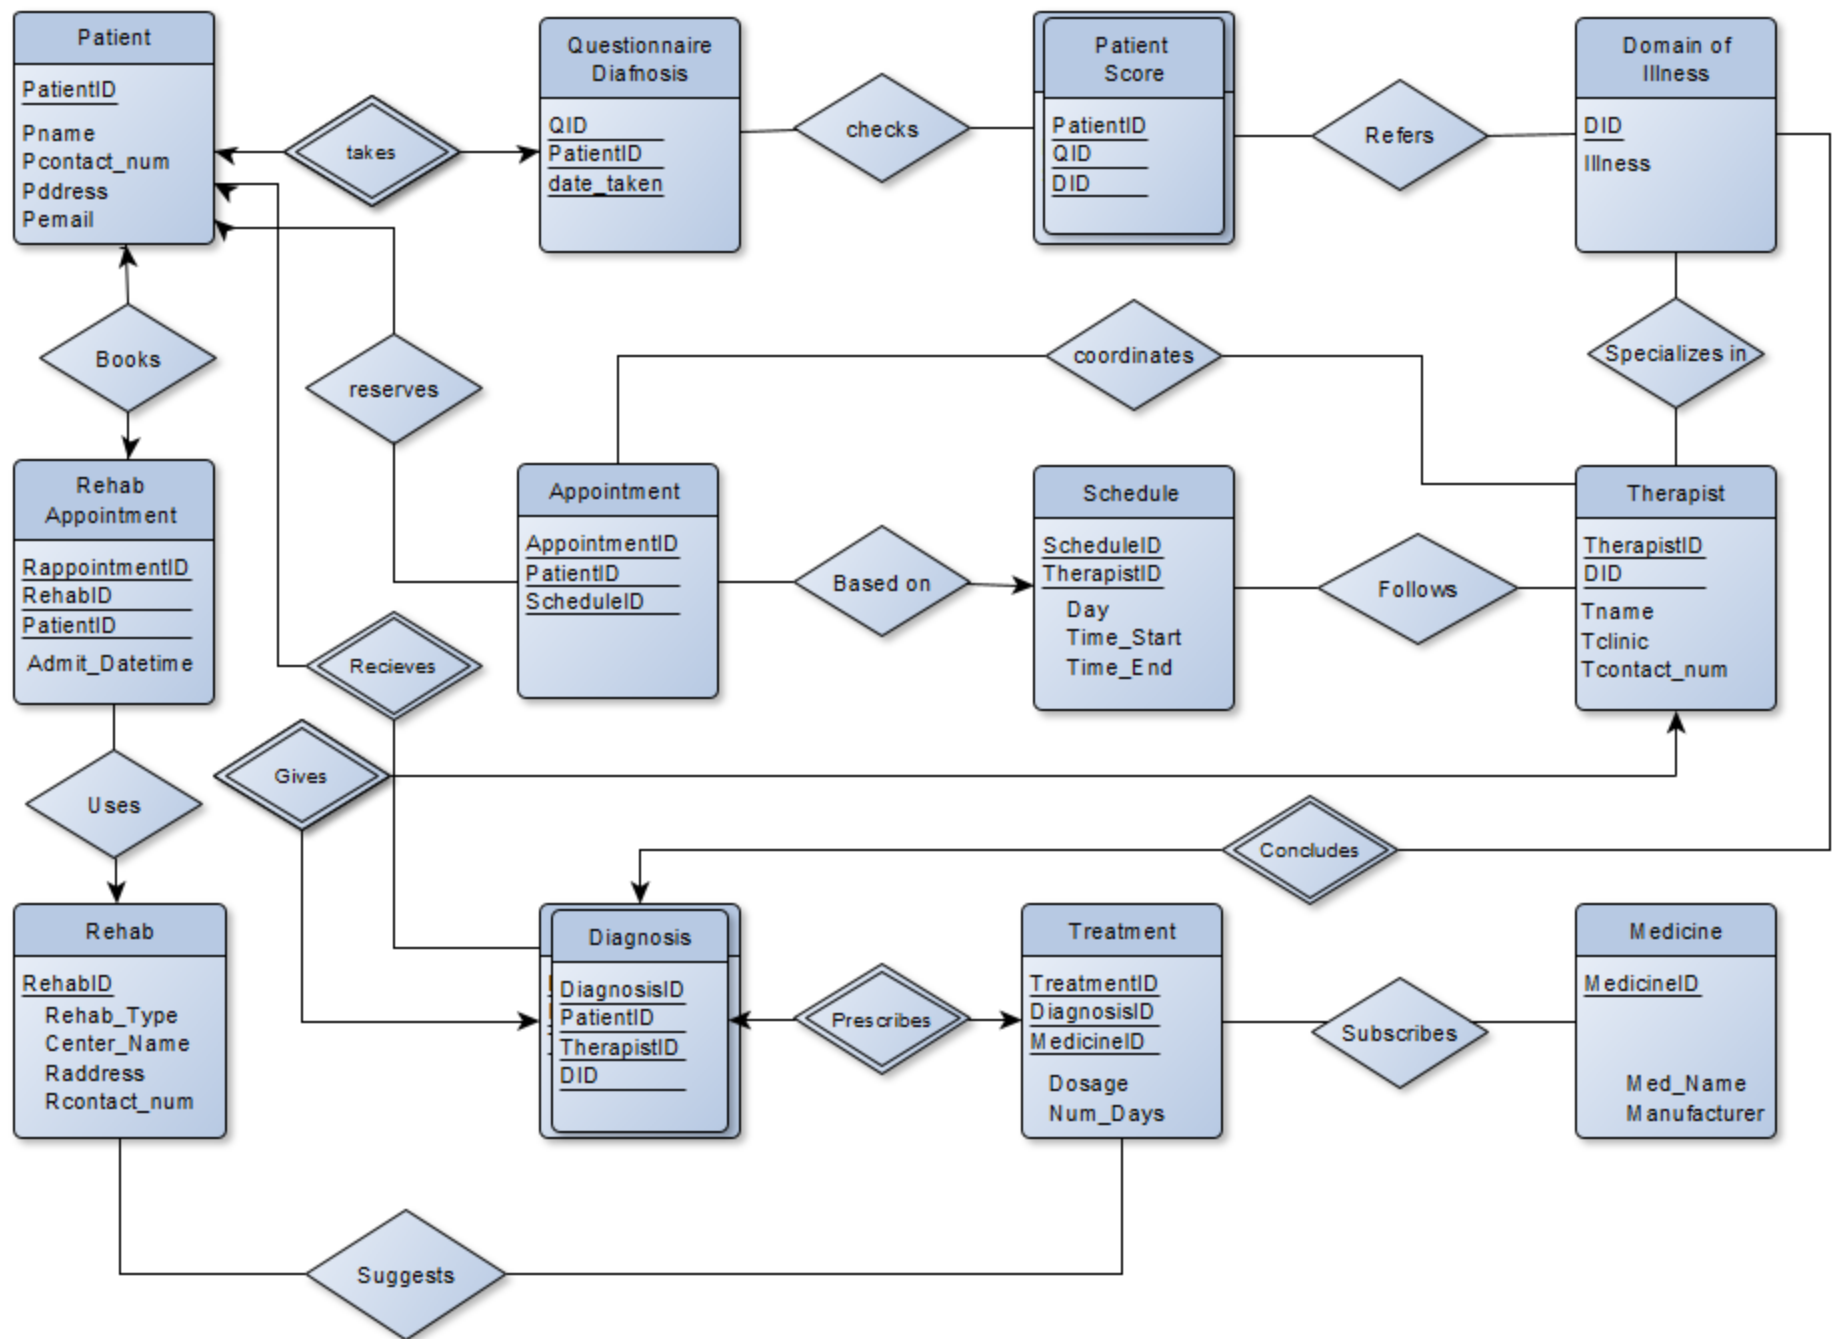 Patient
PatientID
Pname
Pcontact_num
Pddress
Pemail
takes
Questionnaire
Diafnosis
QID
PatientID
date_taken
checks
Patient
Score
PatientID
QID
DID
Refers
Domain of
Illness
DID
Illness
Books
reserves
coordinates
Specializes in
Rehab
Appointment
RappointmentID
RehabID
PatientID
Admit_Datetime
Appointment
AppointmentID
PatientID
ScheduleID
Based on
Schedule
ScheduleID
TherapistID
Day
Time_Start
Time_End
Follows
Therapist
TherapistID
DID
Tname
Tclinic
Tcontact_num
Recieves
Gives
Uses
Concludes
Rehab
RehabID
Rehab_Type
Center_Name
Raddress
Rcontact_num
Diagnosis
DiagnosisID
PatientID
TherapistID
DID
Prescribes
Treatment
TreatmentID
DiagnosisID
MedicineID
Dosage
Num_Days
Subscribes
Medicine
MedicineID
Med_Name
Manufacturer
Suggests